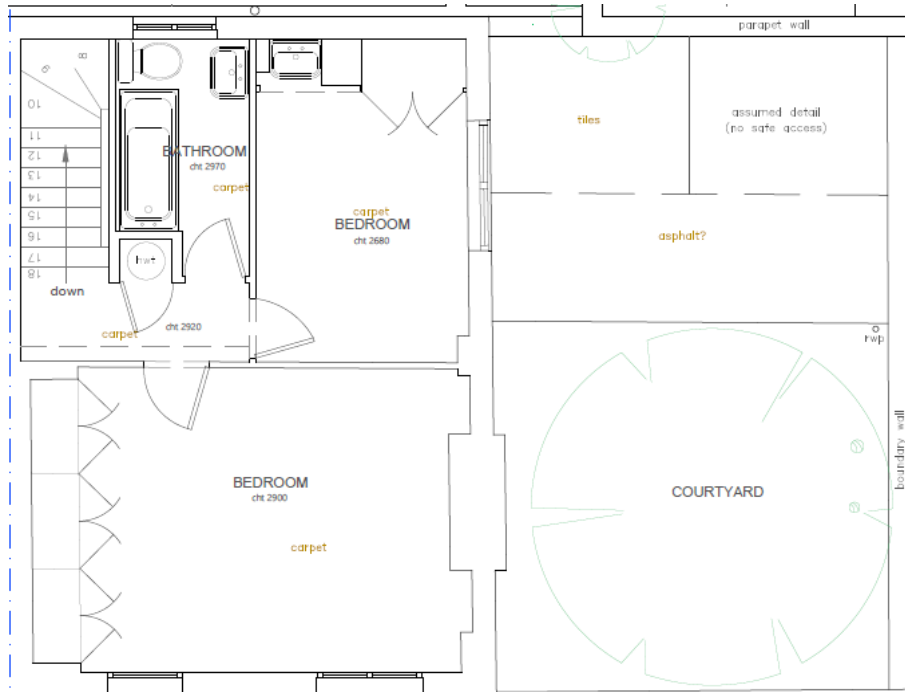 parapet wall
assumed detail
(no safe access)
tiles
8
9
10
11
12
13
14
15
16
17
18
down
BATHROOM
cht 2970
carpet
carpet
BEDROOM
cht 2680
asphalt?
hwt
carpet
cht 2920
rwp
boundary wall
BEDROOM
cht 2900
carpet
COURTYARD